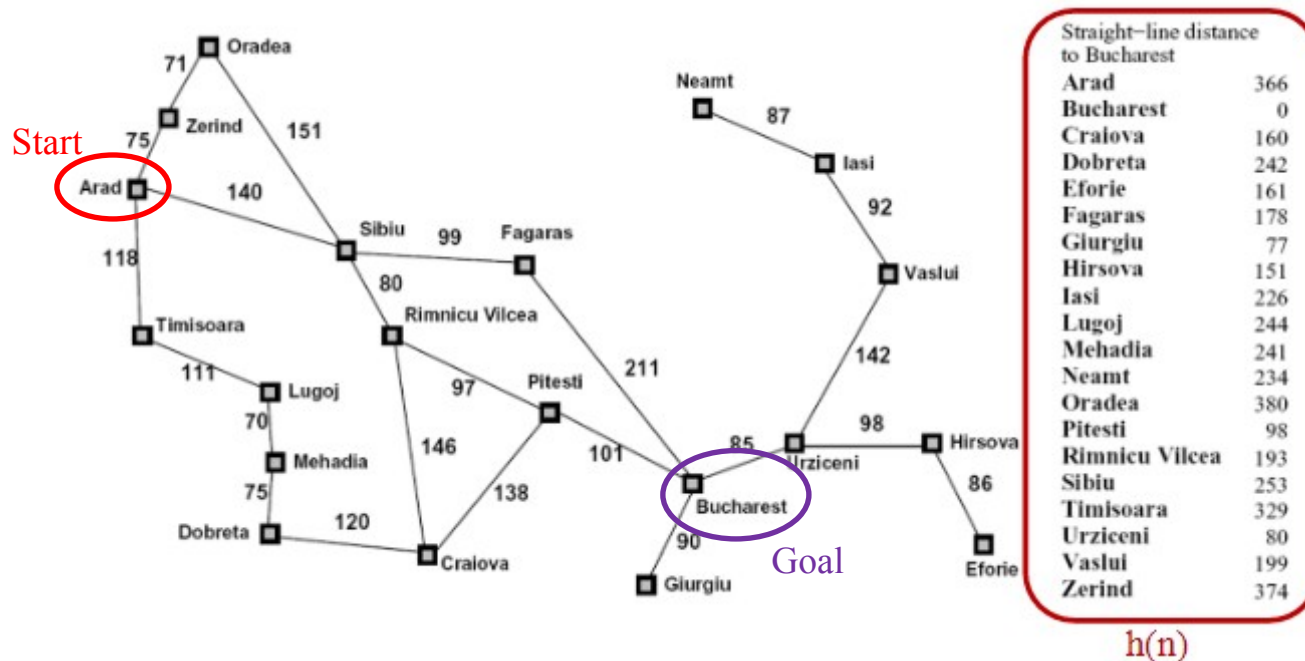 Oradea
71
Neamt
87
Zerind
151
Start
75
Iasi
Arad
140
92
Sibiu
99
Fagaras
118
Vaslui
80
Timisoara
Rimnicu Vilcea
142
111
211
Lugoj
97
Pitesti
70
98
Hirsova
146
101
85
Urziceni
Mehadia
138
86
75
Bucharest
120
Dobreta
90
Goal
Craiova
Giurgiu
Eforie
Straight-line distance
to Bucharest
Arad 366
Bucharest 0
Craiova 160
Dobreta 242
Eforie 161
Fagaras 178
Giurgiu 77
Hirsova 151
Iasi 226
Lugoj 244
Mehadia 241
Neamt 234
Oradea 380
Pitesti 98
Rimnicu Vilcea 193
Sibiu 253
Timisoara 329
Urziceni 80
Vaslui 199
Zerind 374
h(n)